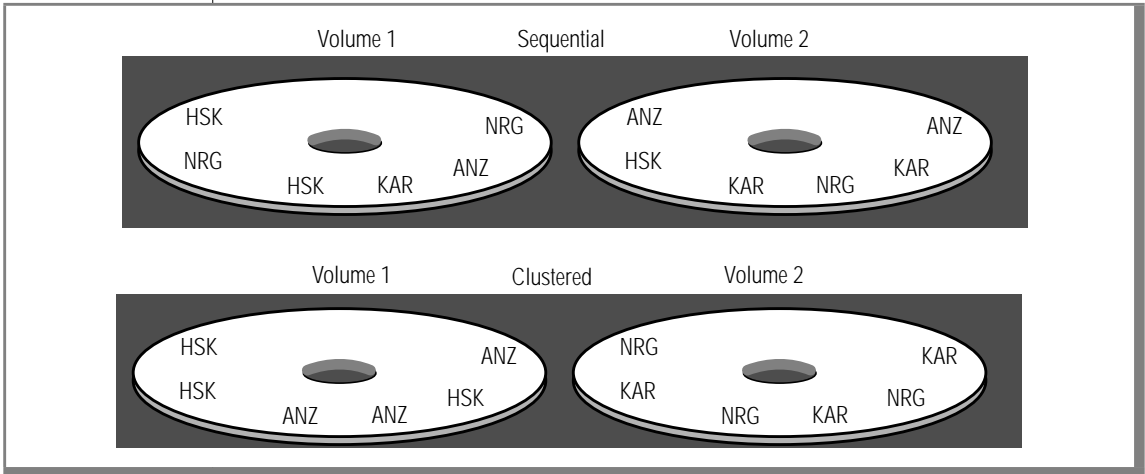 Volume 1 Sequential Volume 2
HSK NRG ANZ ANZ
NRG ANZ HSK KAR
HSK KAR KAR NRG
Volume 1 Clustered Volume 2
HSK ANZ NRG KAR
HSK HSK KAR NRG
ANZ ANZ NRG KAR